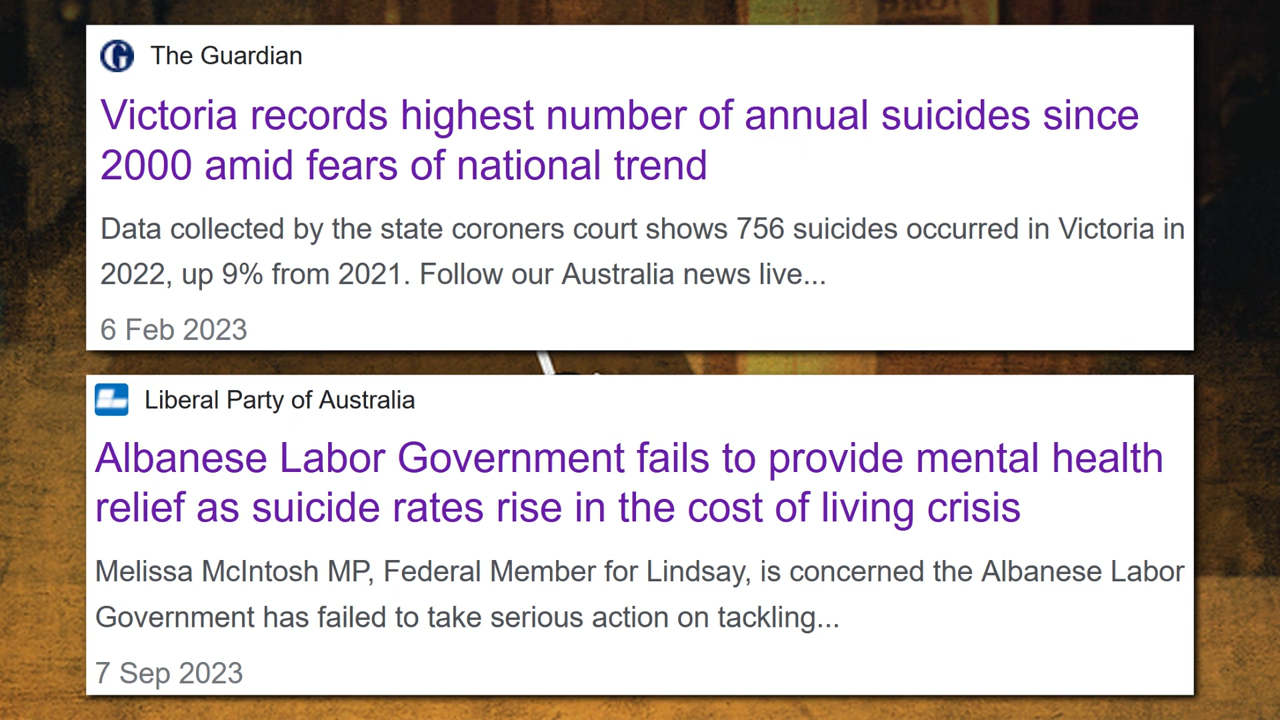 The Guardian
Victoria records highest number of annual suicides since
2000 amid fears of national trend
Data collected by the state coroners court shows 756 suicides occurred in Victoria in
2022, up 9% from 2021. Follow our Australia news live...
6 Feb 2023
Liberal Party of Australia
Albanese Labor Government fails to provide mental health
relief as suicide rates rise in the cost of living crisis
Melissa McIntosh MP, Federal Member for Lindsay, is concerned the Albanese Labor
Government has failed to take serious action on tackling...
7 Sep 2023